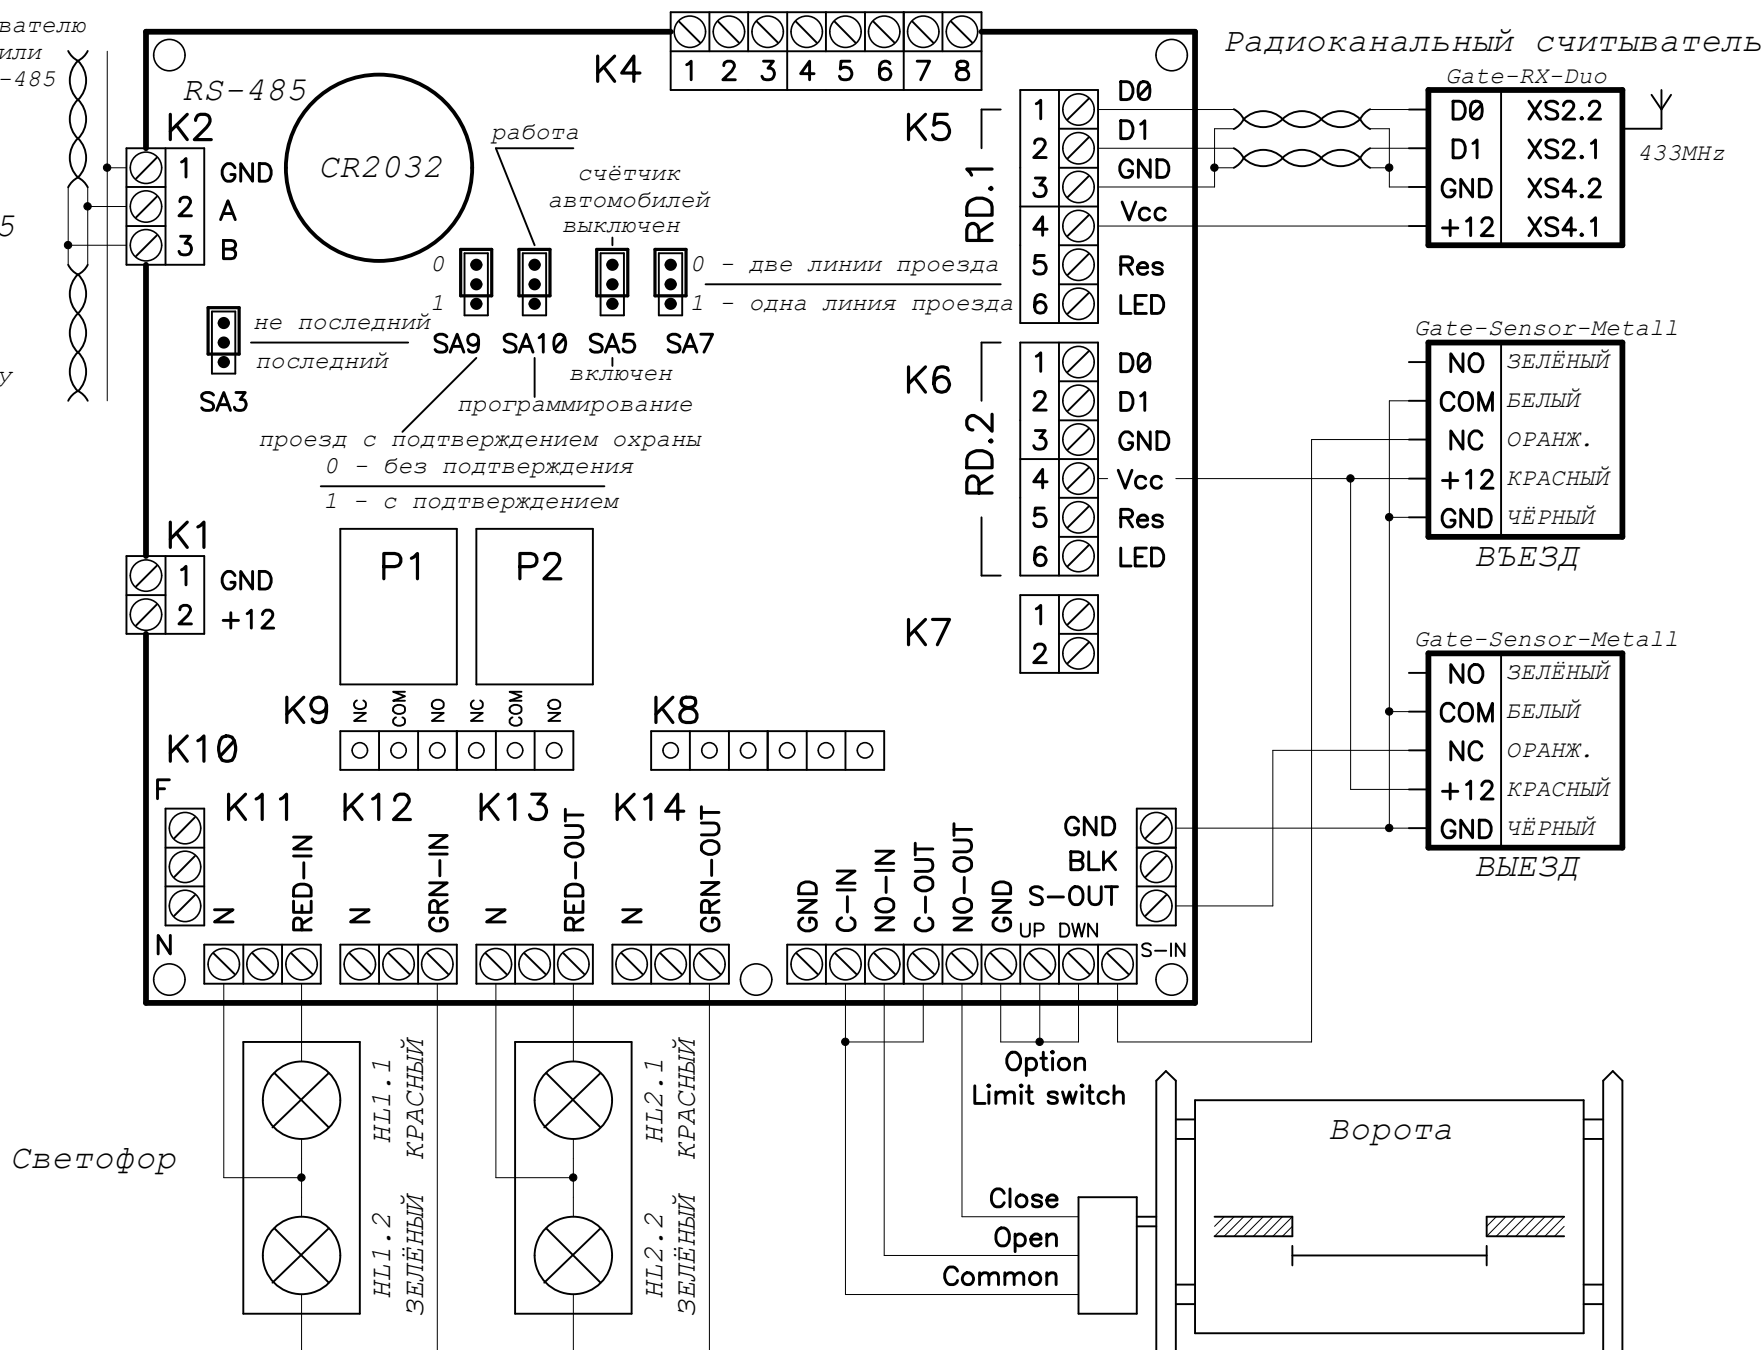 вателю
или
-485
RS-485
K2
1 GND
2 A
3 B
5
у
CR2032
K4
1 2 3 4 5 6 7 8
работа
счётчик
автомобилей
выключен
0
1
0 - две линии проезда
1 - одна линия проезда
SA9 SA10 SA5 SA7
не последний
последний
SA3
включен
программирование
проезд с подтверждением охраны
0 - без подтверждения
1 - с подтверждением
K5
RD.1
1 D0
2 D1
3 GND
4 Vcc
5 Res
6 LED
K6
RD.2
1 D0
2 D1
3 GND
4 Vcc
5 Res
6 LED
K7
1
2
Радиоканальный считыватель
Gate-RX-Duo
D0 XS2.2
D1 XS2.1
GND XS4.2
+12 XS4.1
433MHz
Gate-Sensor-Metall
NO ЗЕЛЁНЫЙ
COM БЕЛЫЙ
NC ОРАНЖ.
+12 КРАСНЫЙ
GND ЧЁРНЫЙ
ВЪЕЗД
Gate-Sensor-Metall
NO ЗЕЛЁНЫЙ
COM БЕЛЫЙ
NC ОРАНЖ.
+12 КРАСНЫЙ
GND ЧЁРНЫЙ
ВЫЕЗД
K1
1 GND
2 +12
P1 P2
K9
NC COM NO NC COM NO
K8
K10
F
N
K11 K12 K13 K14
N RED-IN
N GRN-IN
N RED-OUT
N GRN-OUT
GND C-IN NO-IN C-OUT NO-OUT GND UP DWN
S-IN
GND
BLK
S-OUT
Option
Limit switch
Светофор
HL1.1
КРАСНЫЙ
HL1.2
ЗЕЛЁНЫЙ
HL2.1
КРАСНЫЙ
HL2.2
ЗЕЛЁНЫЙ
Close
Open
Common
Ворота